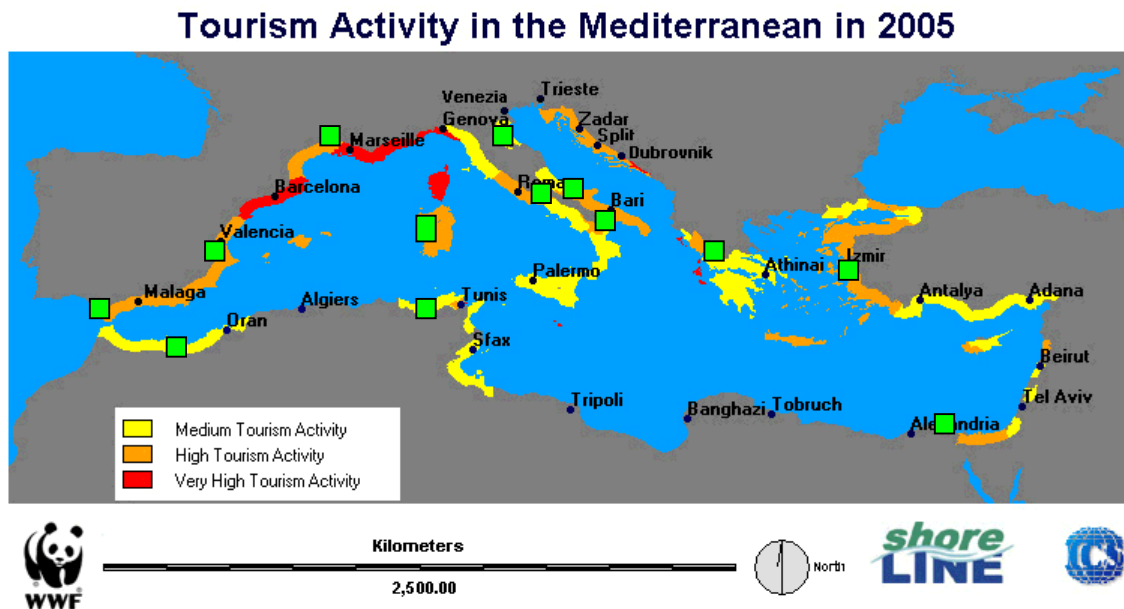 Tourism Activity in the Mediterranean in 2005
Venezia
Trieste
Genova
Zadar
Marseille
Split
Dubrovnik
Barcelona
Roma
Bari
Valencia
Izmir
Palermo
Athinai
Malaga
Algiers
Tunis
Antalya
Adana
Oran
Sfax
Beirut
Tripoli
Banghazi
Tobruch
Tel Aviv
Medium Tourism Activity
High Tourism Activity
Very High Tourism Activity
Kilometers
2,500.00
North
WWF
shore
LINE